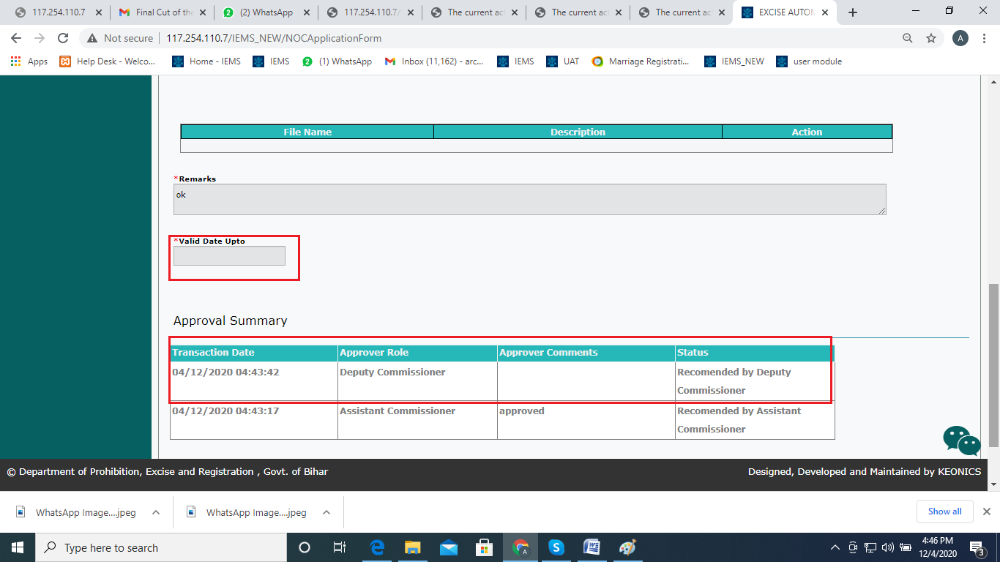 117.254.110.7
Final Cut of the
(2) WhatsApp
117.254.110.7/
The current ac
The current ac
The current ac
EXCISE AUTOM
Not secure
117.254.110.7/IEMS_NEW/NOCApplicationForm
A
Apps
Help Desk - Welco...
Home - IEMS
IEMS
2
(1) WhatsApp
Inbox (11,162) - arc...
IEMS
UAT
Marriage Registrati...
IEMS_NEW
user module
File Name Description Action
*Remarks
ok
*Valid Date Upto
Approval Summary
Transaction Date Approver Role Approver Comments Status
04/12/2020 04:43:42 Deputy Commissioner Recomended by Deputy
Commissioner
04/12/2020 04:43:17 Assistant Commissioner approved Recomended by Assistant
Commissioner
© Department of Prohibition, Excise and Registration , Govt. of Bihar
Designed, Developed and Maintained by KEONICS
WhatsApp Image....jpeg
WhatsApp Image....jpeg
Show all
Type here to search
4:46 PM
12/4/2020
3